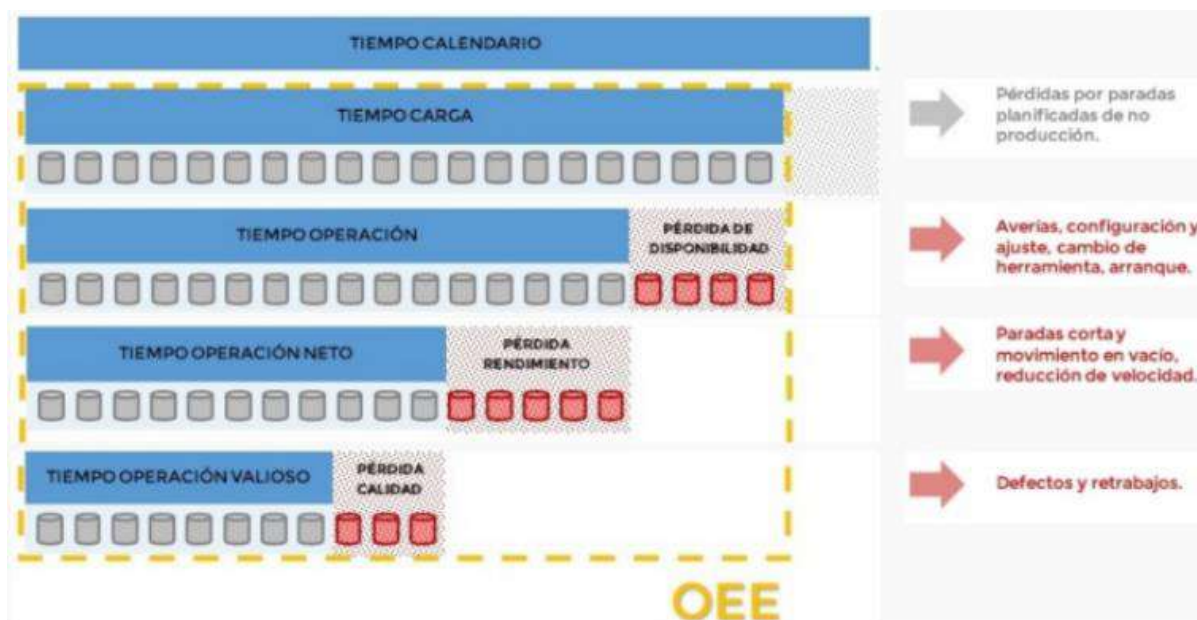 TIEMPO CALENDARIO
TIEMPO CARGA
Pérdidas por paradas
planificadas de no
producción.
TIEMPO OPERACIÓN
PÉRDIDA DE
DISPONIBILIDAD
Averías, configuración y
ajuste, cambio de
herramienta, arranque.
TIEMPO OPERACIÓN NETO
PÉRDIDA
RENDIMIENTO
Paradas corta y
movimiento en vacío,
reducción de velocidad.
TIEMPO OPERACIÓN VALIOSO
PÉRDIDA
CALIDAD
Defectos y retrabajos.
OEE